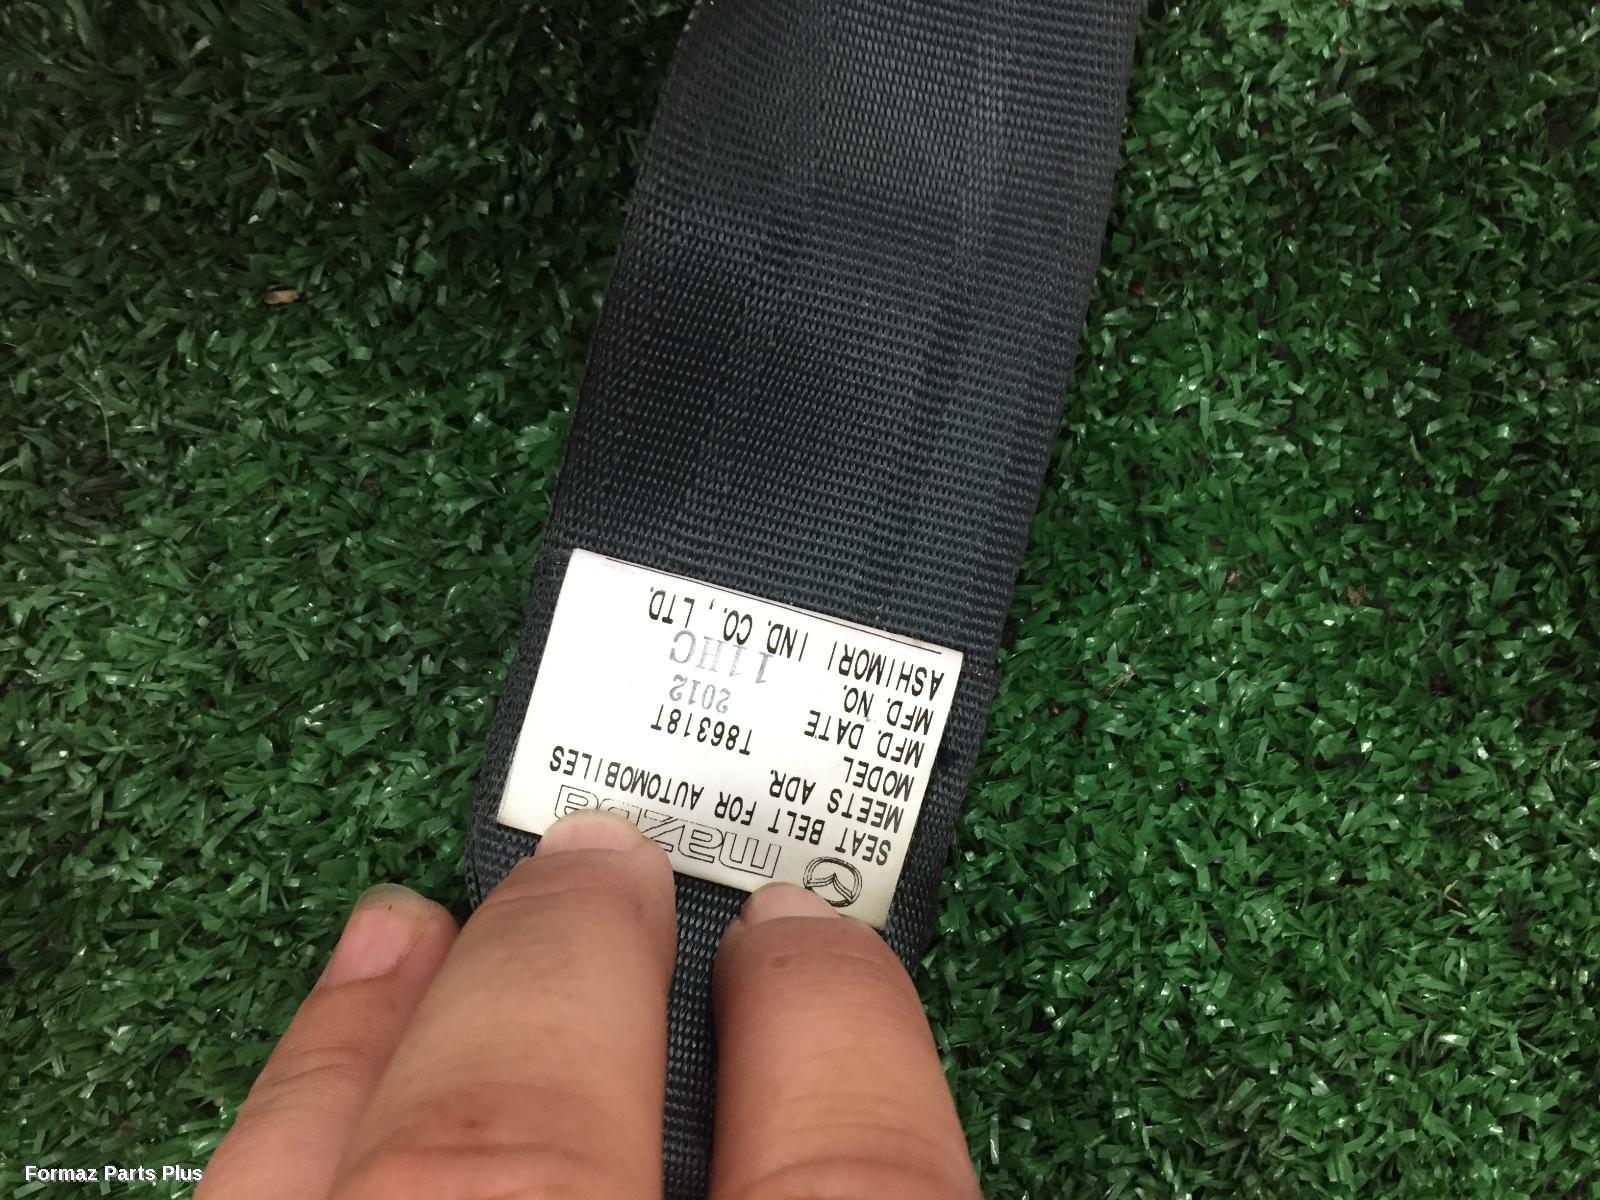 mazda
SEAT BELT FOR AUTOMOBILES
MEETS ADR.
MODEL T86318T
MFD. DATE 2012
MFD. NO. 11HC
ASHIMORI IND. CO., LTD.
Formaz Parts Plus